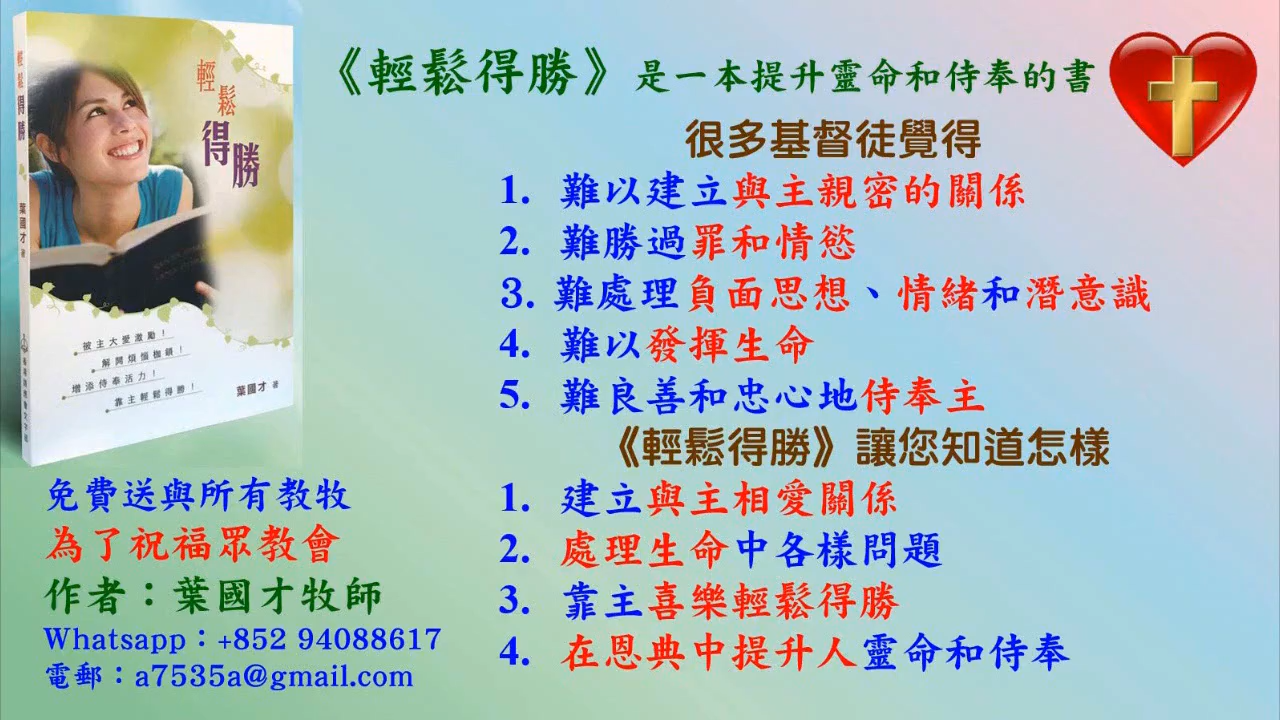 《輕鬆得勝》是一本提升靈命和侍奉的書
很多基督徒覺得
1. 難以建立與主親密的關係
2. 難勝過罪和情慾
3. 難處理負面思想、情緒和潛意識
4. 難以發揮生命
5. 難良善和忠心地侍奉主
《輕鬆得勝》讓您知道怎樣
1. 建立與主相愛關係
2. 處理生命中各樣問題
3. 靠主喜樂輕鬆得勝
4. 在恩典中提升人靈命和侍奉
輕鬆得勝
葉國才 著
輕鬆
得勝
被主大愛激勵！
解開煩惱枷鎖！
增添侍奉活力！
靠主輕鬆得勝！
葉國才 著
免費送與所有教牧
為了祝福眾教會
作者：葉國才牧師
Whatsapp：+852 94088617
電郵：a7535a@gmail.com